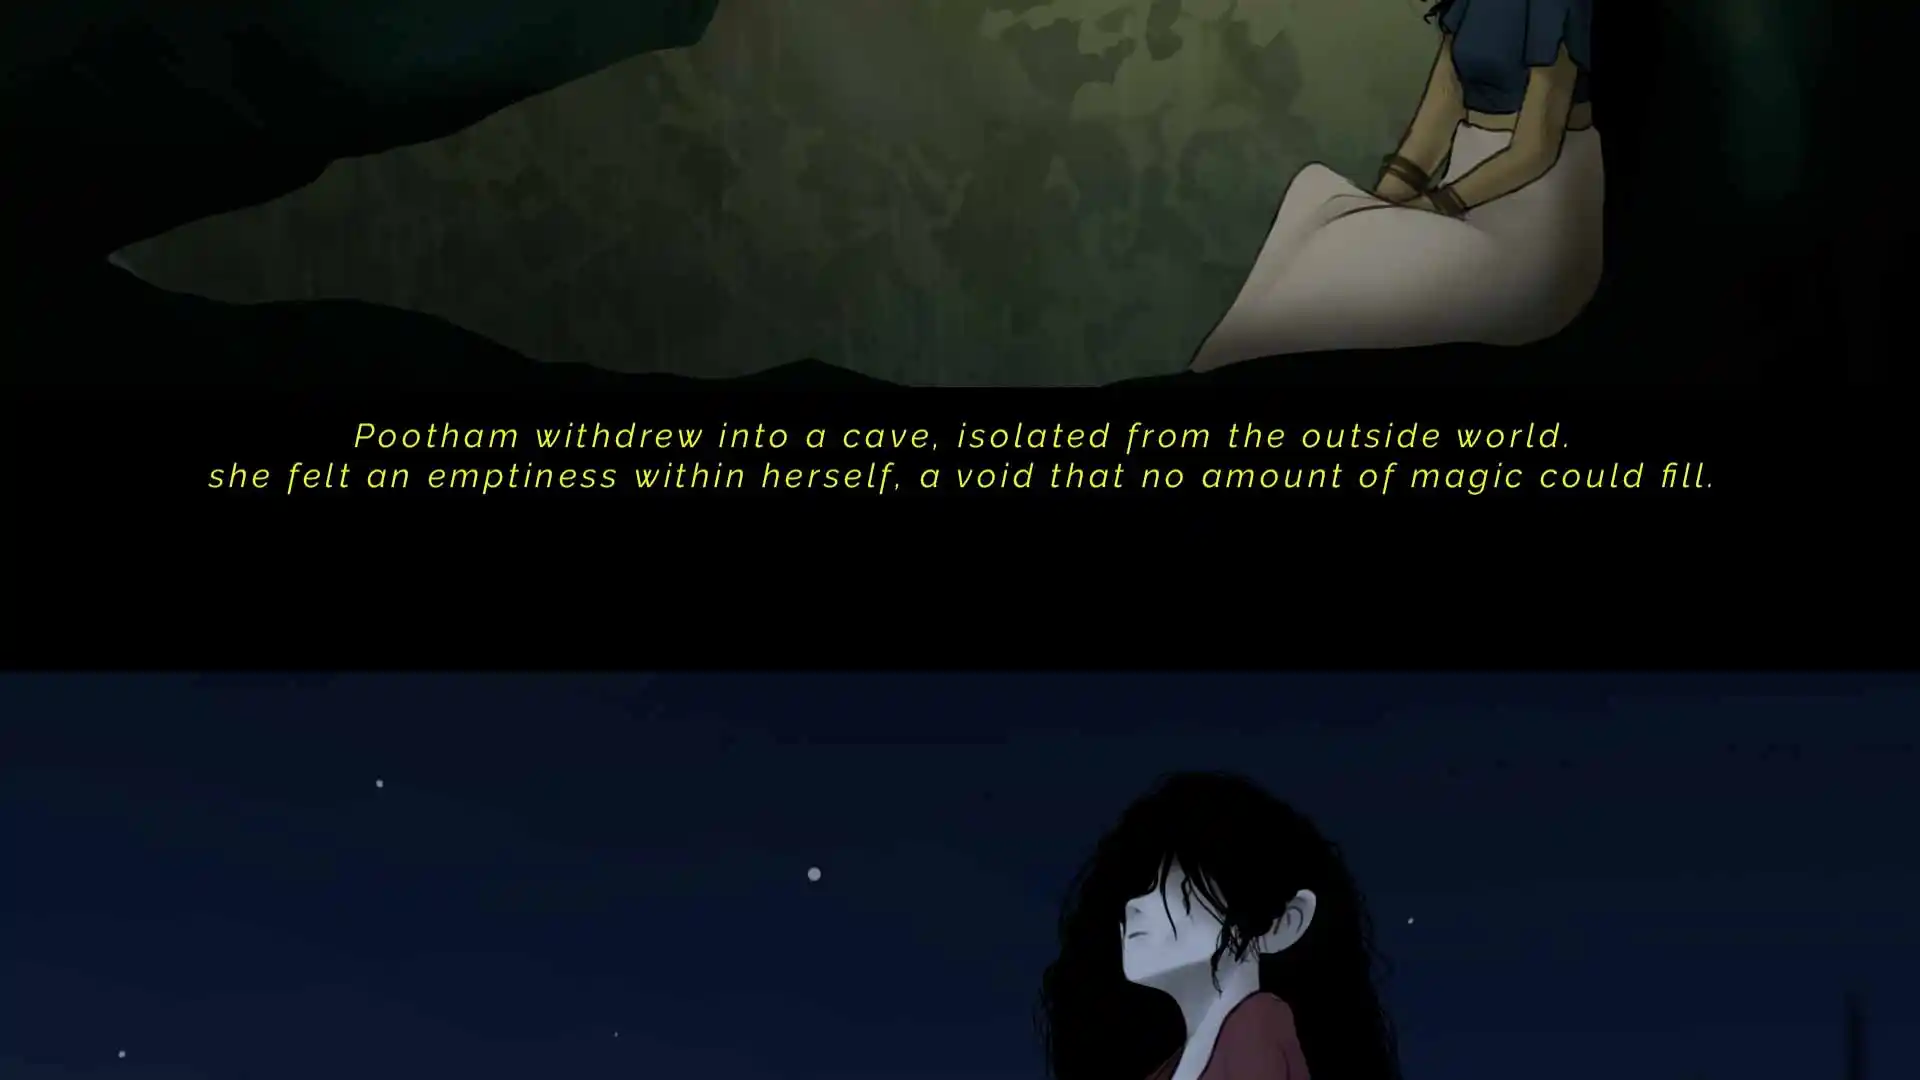 Pootham withdrew into a cave, isolated from the outside world.
she felt an emptiness within herself, a void that no amount of magic could fill.